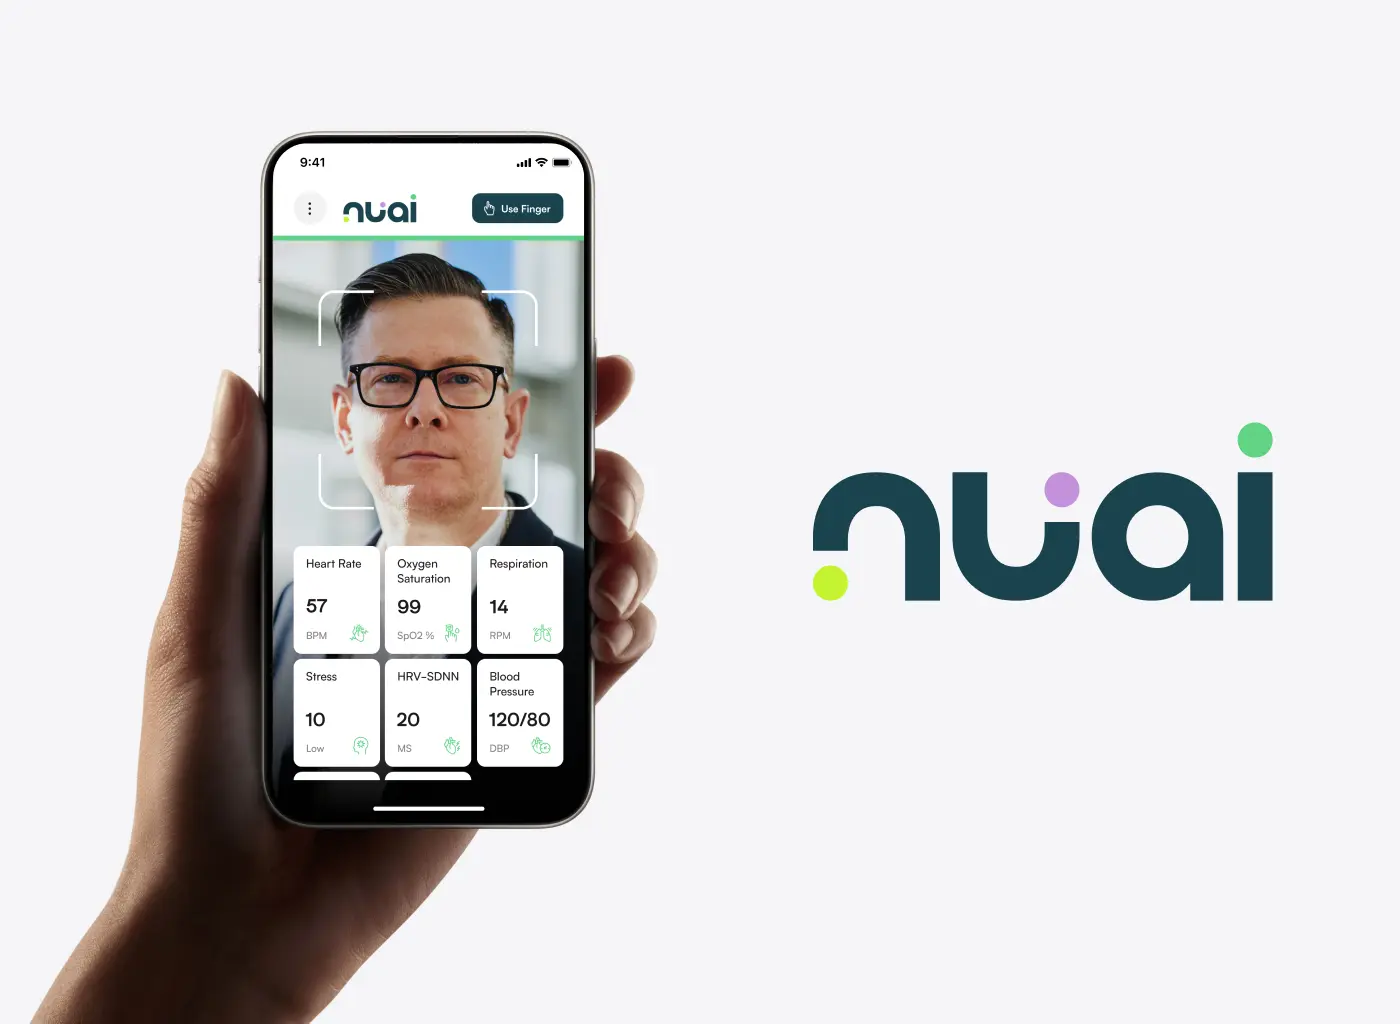 9:41
nuai
Use Finger
Heart Rate
57
BPM
Oxygen
Saturation
99
SpO2 %
Respiration
14
RPM
Stress
10
Low
HRV-SDNN
20
MS
Blood
Pressure
120/80
DBP
nuai